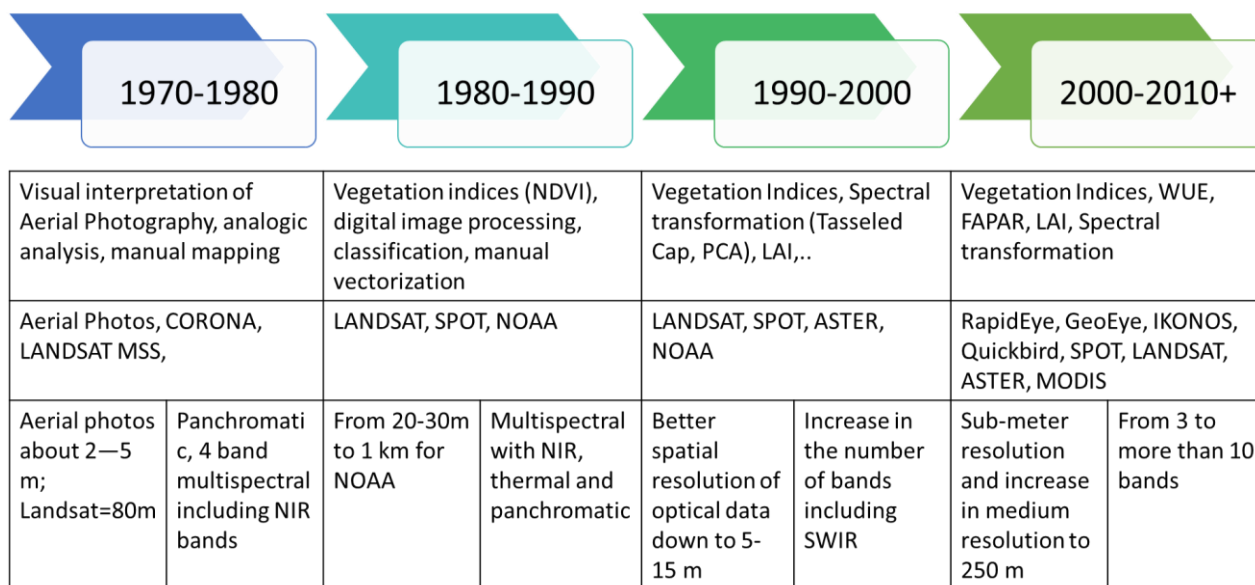 1970-1980
1980-1990
1990-2000
2000-2010+
Visual interpretation of
Aerial Photography, analogic
analysis, manual mapping
Vegetation indices (NDVI),
digital image processing,
classification, manual
vectorization
Vegetation Indices, Spectral
transformation (Tasseled
Cap, PCA), LAI,..
Vegetation Indices, WUE,
FAPAR, LAI, Spectral
transformation
Aerial Photos, CORONA,
LANDSAT MSS,
LANDSAT, SPOT, NOAA
LANDSAT, SPOT, ASTER,
NOAA
RapidEye, GeoEye, IKONOS,
Quickbird, SPOT, LANDSAT,
ASTER, MODIS
Aerial photos
about 2—5
m;
Landsat=80m
Panchromati
c, 4 band
multispectral
including NIR
bands
From 20-30m
to 1 km for
NOAA
Multispectral
with NIR,
thermal and
panchromatic
Better
spatial
resolution of
optical data
down to 5-
15 m
Increase in
the number
of bands
including
SWIR
Sub-meter
resolution
and increase
in medium
resolution to
250 m
From 3 to
more than 10
bands